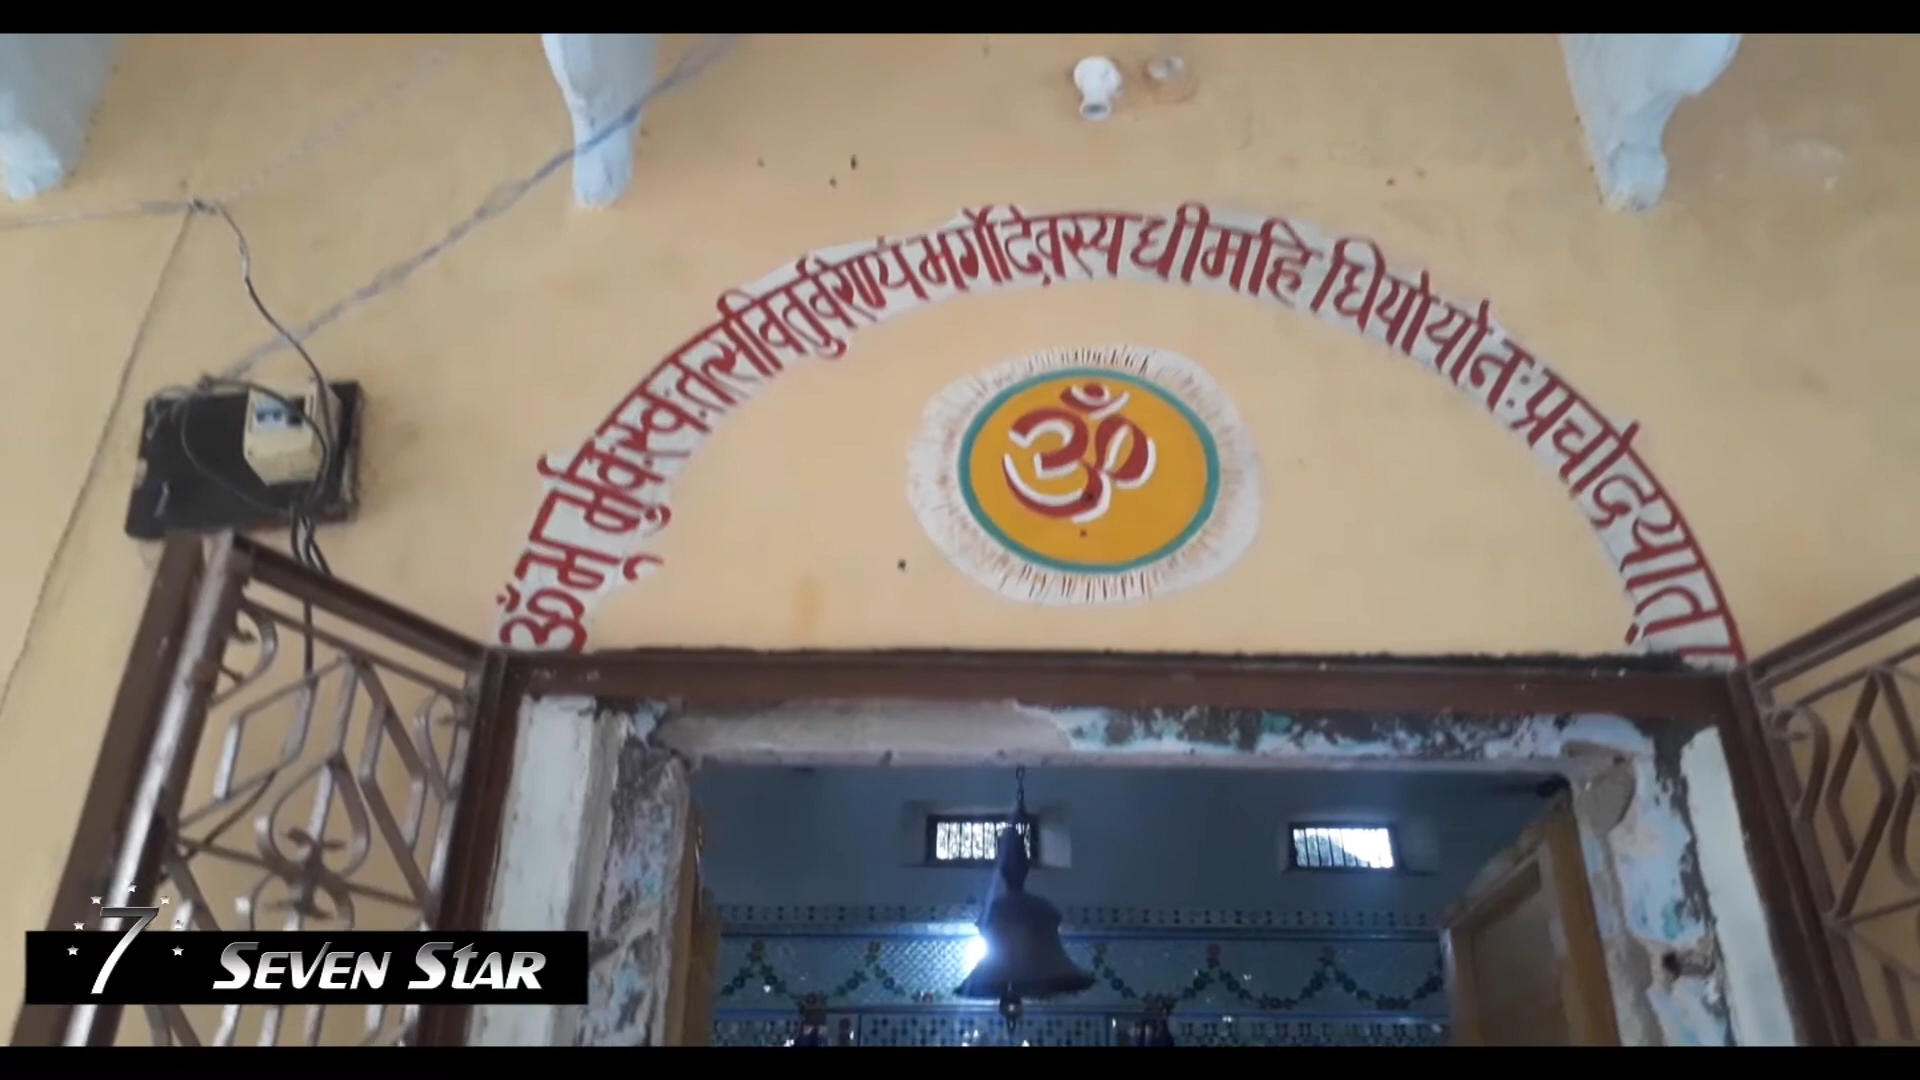 ॐ भूर्भुवः स्वः तत्सवितुर्वरेण्यं भर्गो देवस्य धीमहि धियो यो नः प्रचोदयात्
ॐ
7 SEVEN STAR